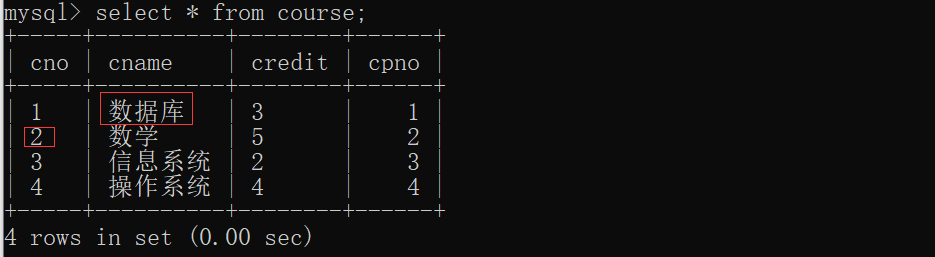 mysql> select * from course;
+-----+----------+--------+------+
| cno | cname    | credit | cpno |
+-----+----------+--------+------+
| 1   | 数据库   | 3      |    1 |
| 2   | 数学     | 5      |    2 |
| 3   | 信息系统 | 2      |    3 |
| 4   | 操作系统 | 4      |    4 |
+-----+----------+--------+------+
4 rows in set (0.00 sec)